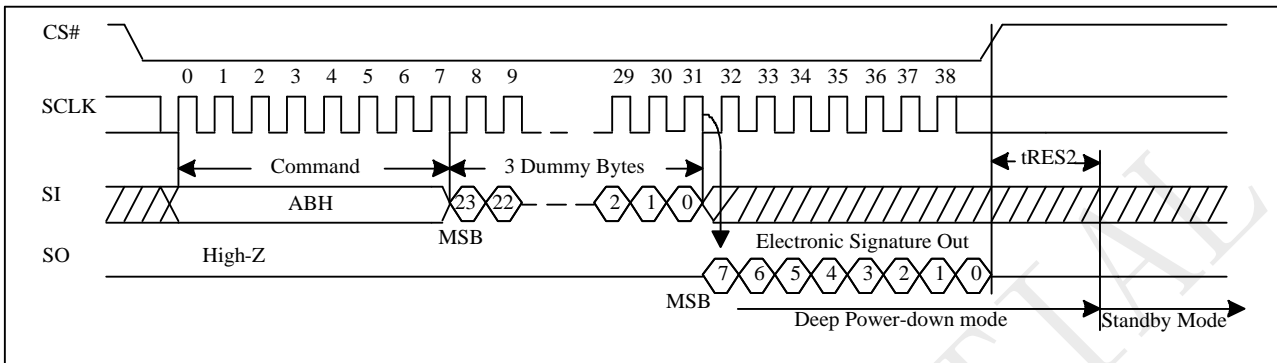 CS#
0 1 2 3 4 5 6 7 8 9 29 30 31 32 33 34 35 36 37 38
SCLK
Command 3 Dummy Bytes tRES2
SI ABH 23 22 2 1 0
MSB
SO High-Z Electronic Signature Out
7 6 5 4 3 2 1 0
MSB
Deep Power-down mode Standby Mode
TIAL